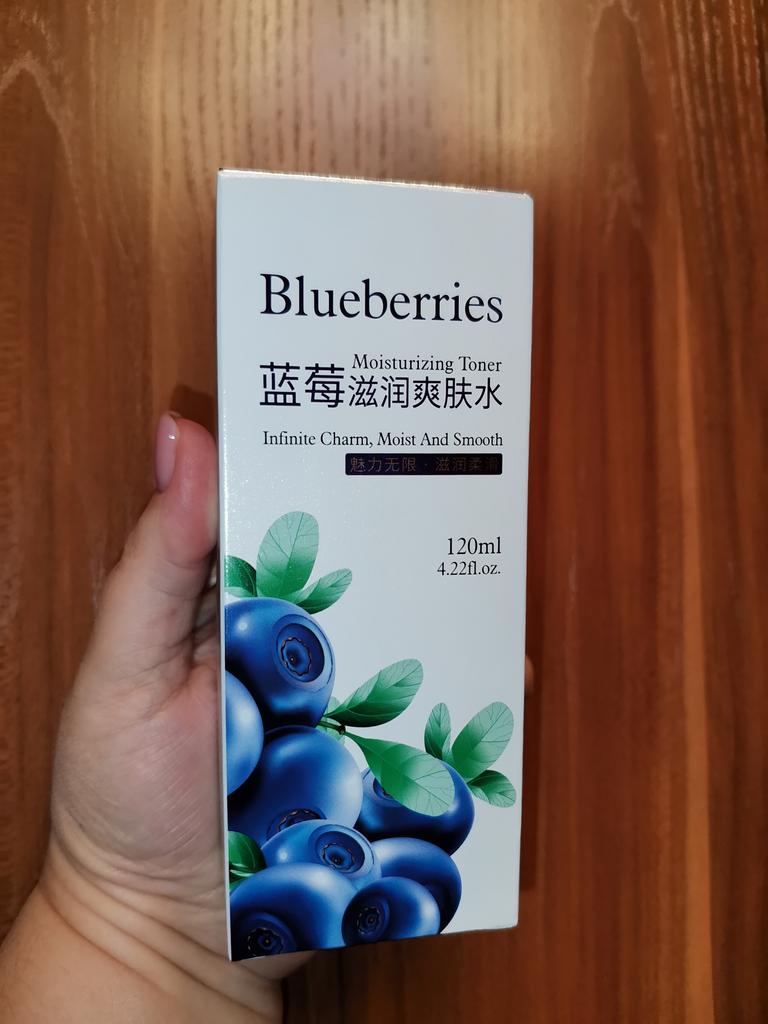 Blueberries
Moisturizing Toner
蓝莓滋润爽肤水
Infinite Charm, Moist And Smooth
魅力无限·滋润柔滑
120ml
4.22fl.oz.